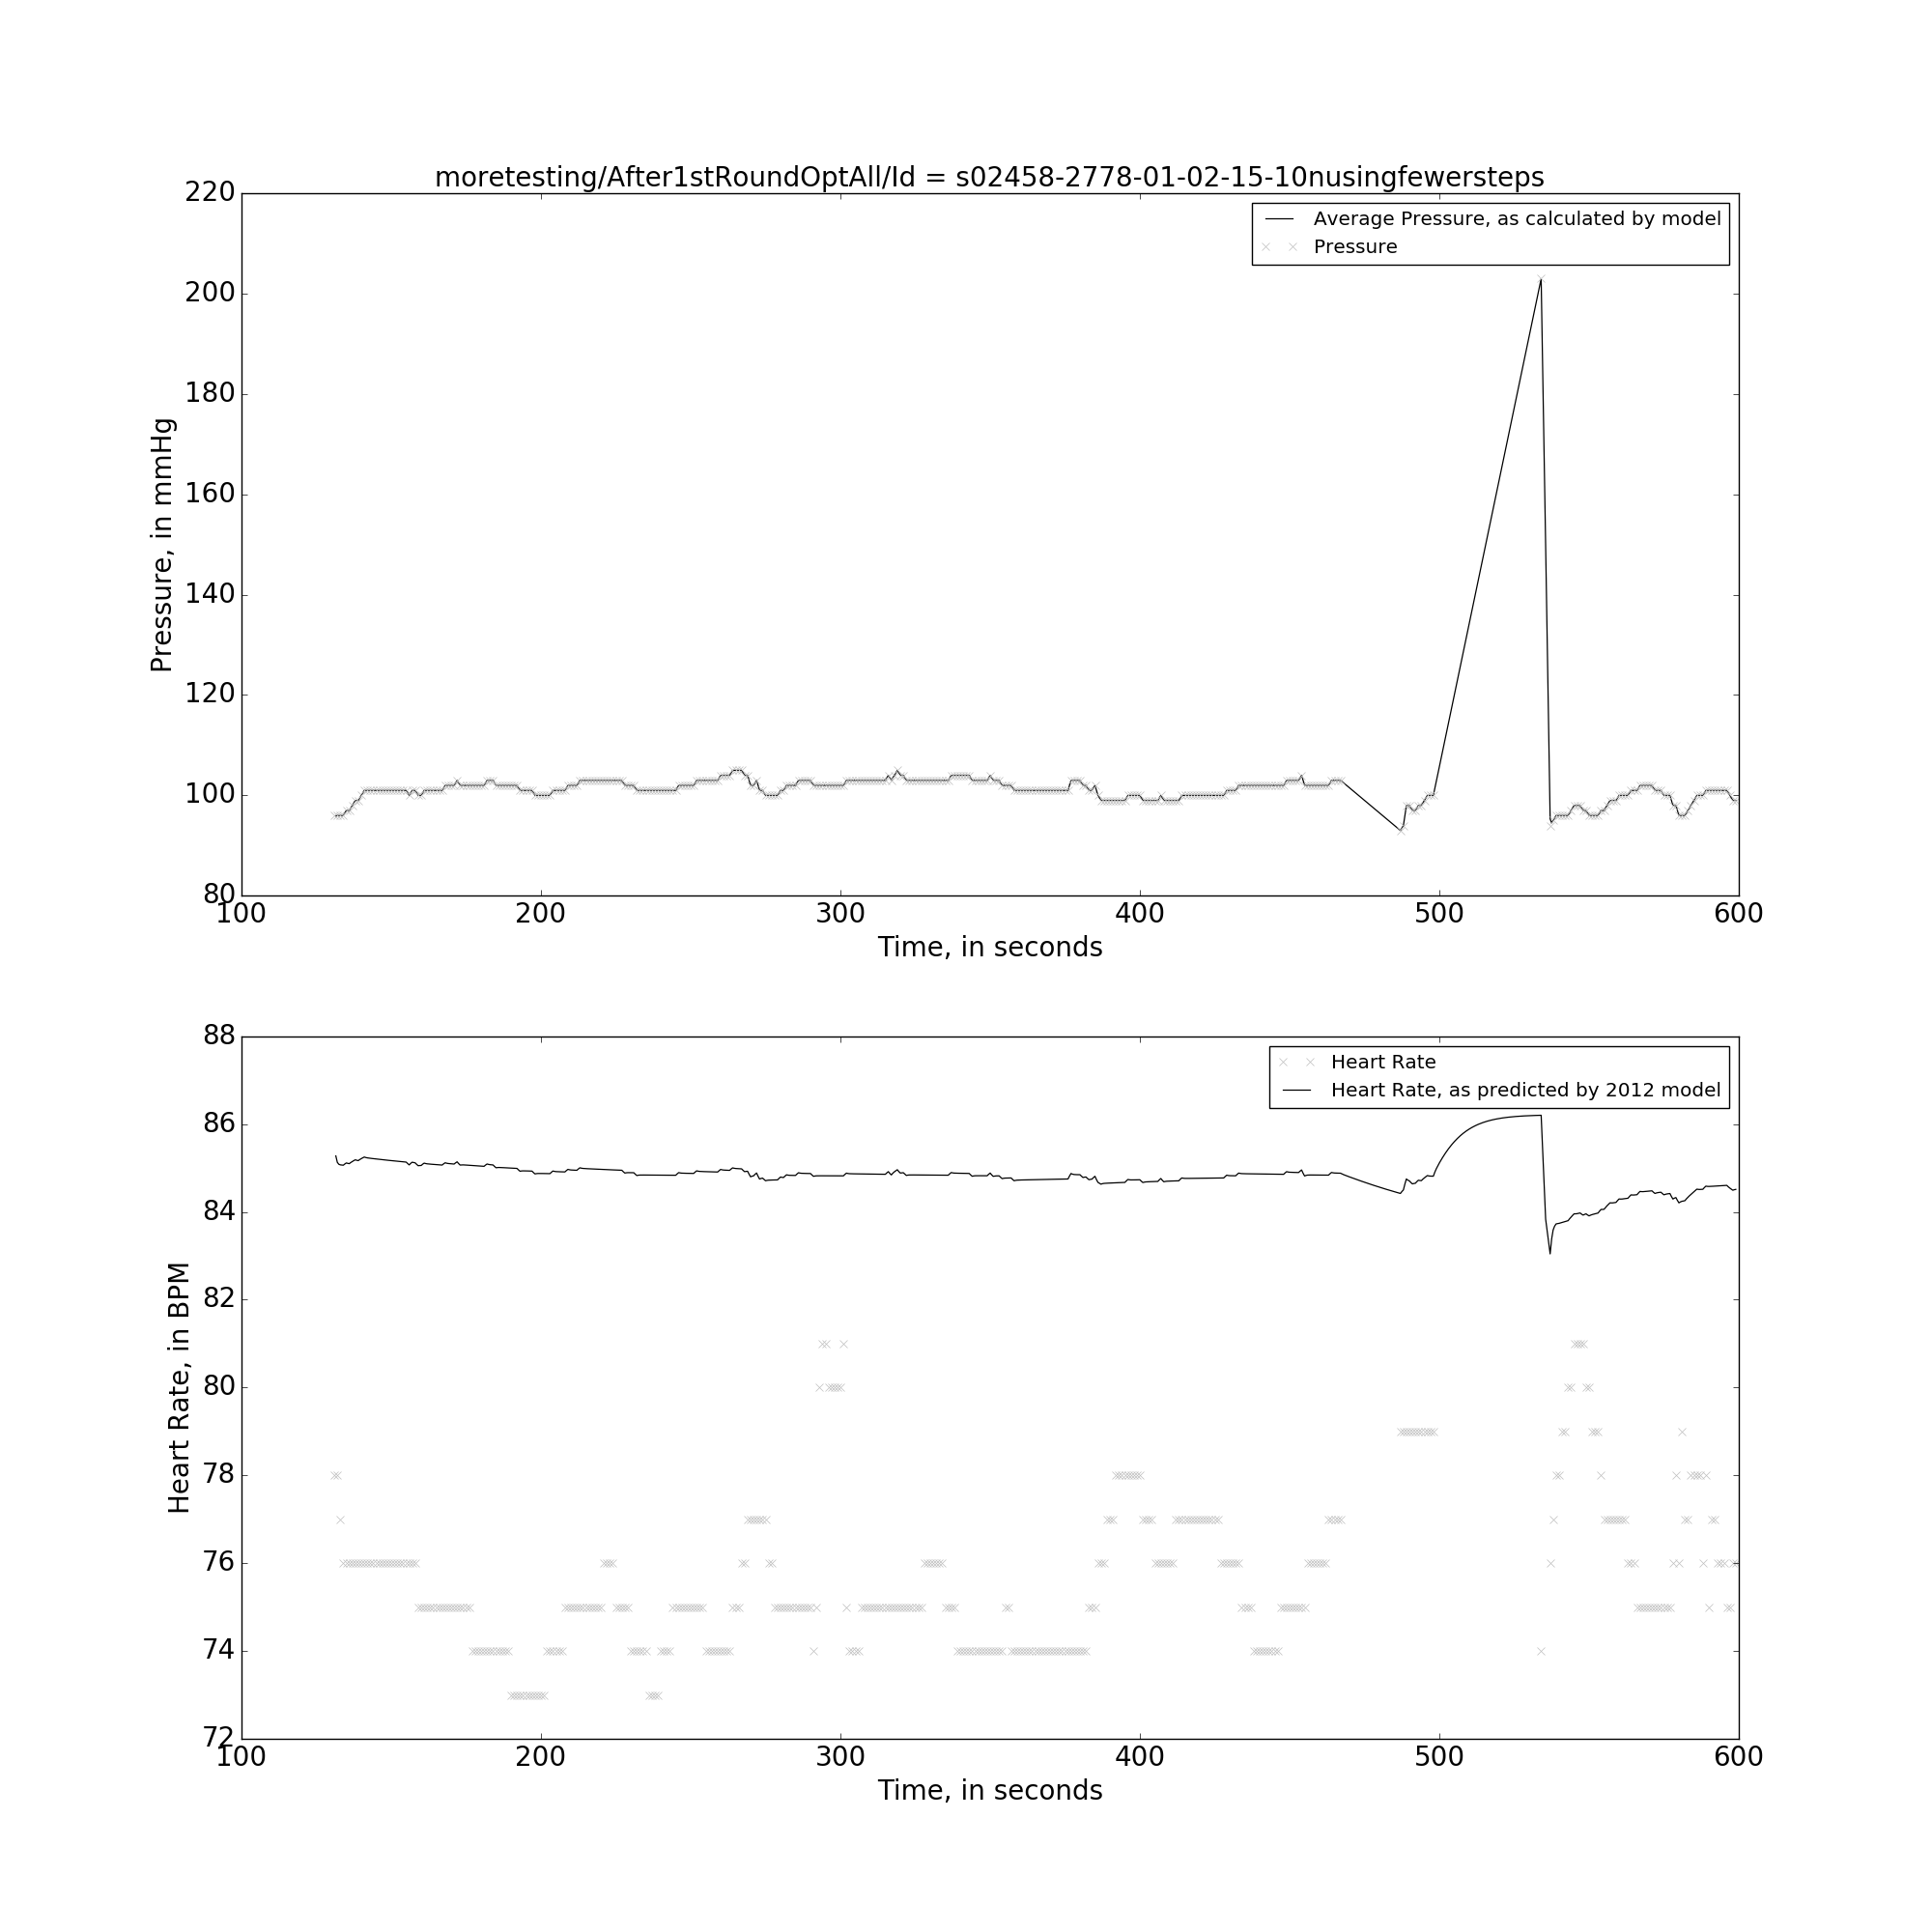 moretesting/After1stRoundOptAll/Id = s02458-2778-01-02-15-10nusingfewersteps
220
200
180
160
140
120
100
80
Pressure, in mmHg
Average Pressure, as calculated by model
Pressure
100 200 300 400 500 600
Time, in seconds
88
86
84
82
80
78
76
74
72
Heart Rate, in BPM
Heart Rate
Heart Rate, as predicted by 2012 model
100 200 300 400 500 600
Time, in seconds